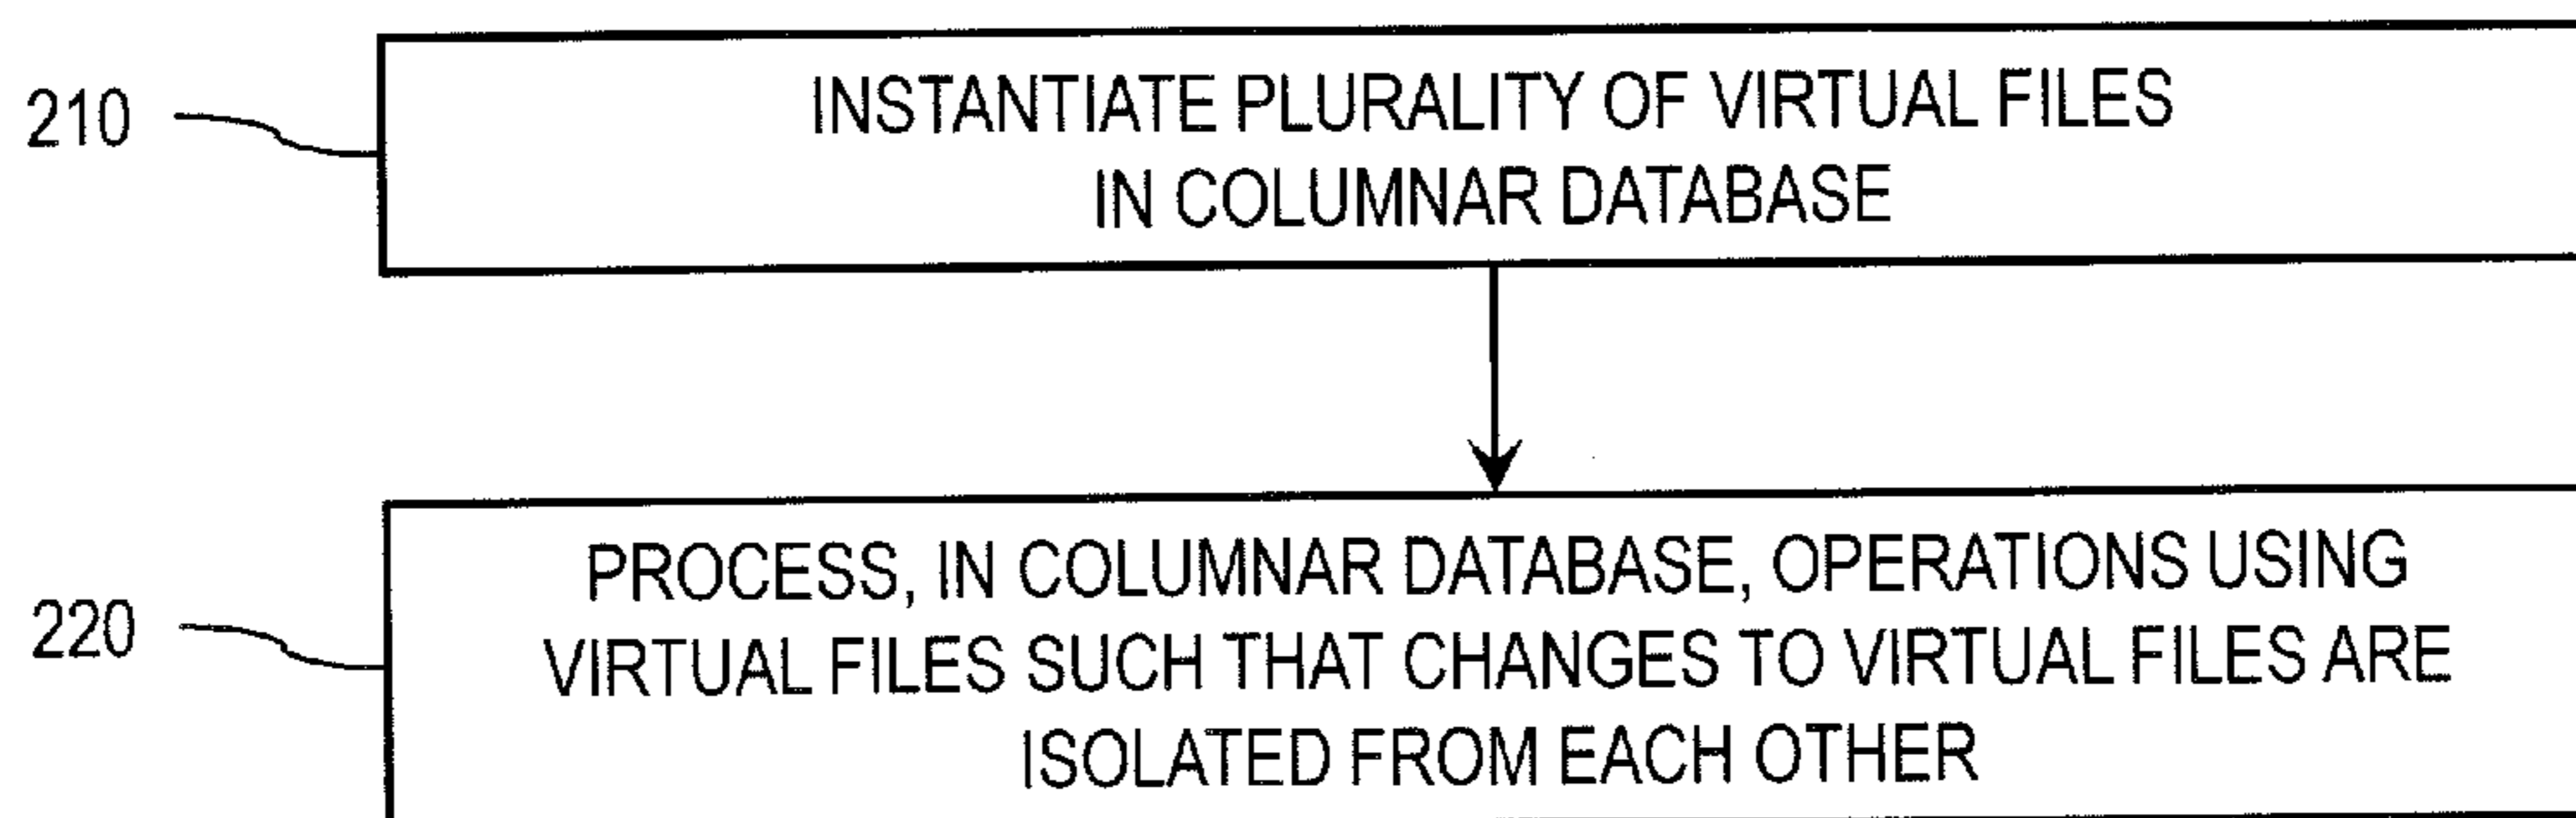 210
INSTANTIATE PLURALITY OF VIRTUAL FILES
IN COLUMNAR DATABASE
220
PROCESS, IN COLUMNAR DATABASE, OPERATIONS USING
VIRTUAL FILES SUCH THAT CHANGES TO VIRTUAL FILES ARE
ISOLATED FROM EACH OTHER